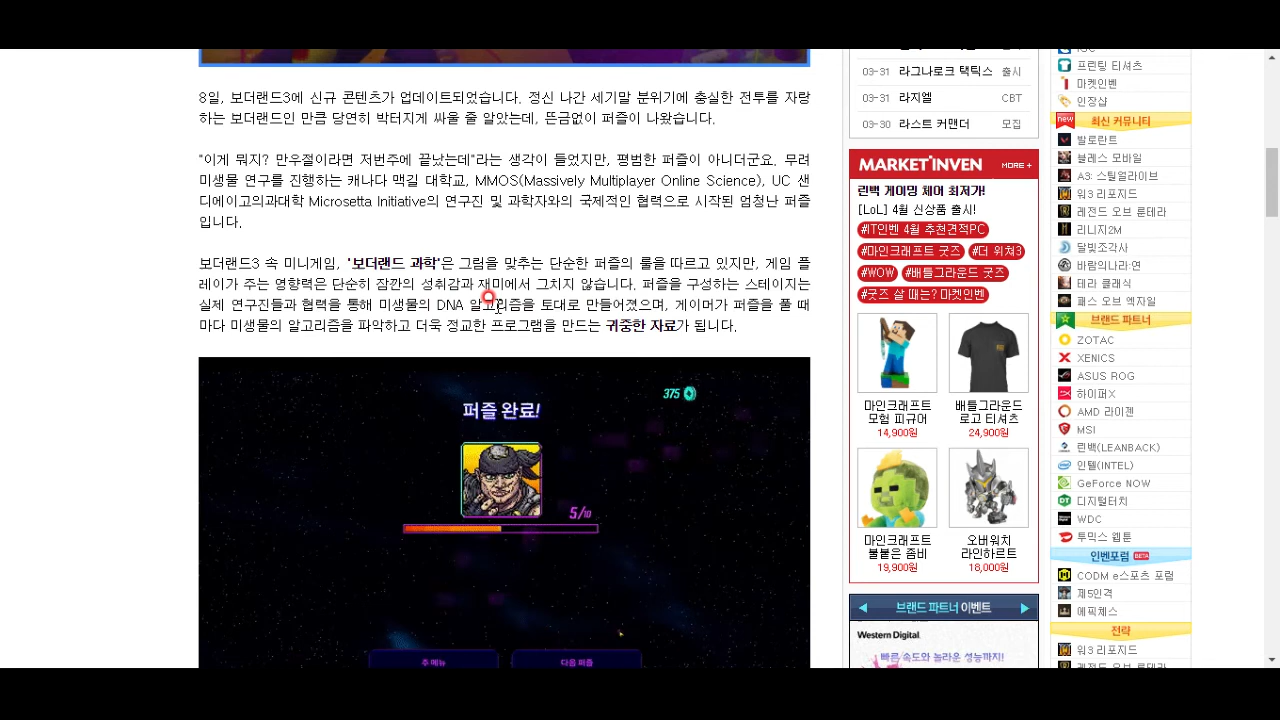 8일, 보더랜드3에 신규 콘텐츠가 업데이트되었습니다. 정신 나간 세기말 분위기에 충실한 전투를 자랑
하는 보더랜드인 만큼 당연히 박터지게 싸울 줄 알았는데, 뜬금없이 퍼즐이 나왔습니다.
"이게 뭐지? 만우절이라면 저번주에 끝났는데"라는 생각이 들었지만, 평범한 퍼즐이 아니더군요. 무려
미생물 연구를 진행하는 캐나다 맥길 대학교, MMOS(Massively Multiplayer Online Science), UC 샌
디에이고의과대학 Microsetta Initiative의 연구진 및 과학자와의 국제적인 협력으로 시작된 엄청난 퍼즐
입니다.
보더랜드3 속 미니게임, '보더랜드 과학'은 그림을 맞추는 단순한 퍼즐의 룰을 따르고 있지만, 게임 플
레이가 주는 영향력은 단순히 잠깐의 성취감과 재미에서 그치지 않습니다. 퍼즐을 구성하는 스테이지는
실제 연구진들과 협력을 통해 미생물의 DNA 알고리즘을 토대로 만들어졌으며, 게이머가 퍼즐을 풀 때
마다 미생물의 알고리즘을 파악하고 더욱 정교한 프로그램을 만드는 귀중한 자료가 됩니다.
375
퍼즐 완료!
5/10
주 메뉴
다음 퍼즐
03-31 라그나로크 택틱스 출시
03-31 라지엘 CBT
03-30 라스트 커맨더 모집
MARKET INVEN MORE +
린백 게이밍 체어 최저가!
[LoL] 4월 신상품 출시!
#IT인벤 4월 추천견적PC
#마인크래프트 굿즈 #더 위쳐3
#WOW #배틀그라운드 굿즈
#굿즈 살 때는? 마켓인벤
마인크래프트
모험 피규어
14,900원
배틀그라운드
로고 티셔츠
24,900원
마인크래프트
불붙은 좀비
19,900원
오버워치
라인하르트
18,000원
브랜드 파트너 이벤트
Western Digital.
빠른 속도와 놀라운 성능까지!
프린팅 티셔츠
마켓인벤
인장샵
new 최신 커뮤니티
발로란트
블레스 모바일
A3: 스틸얼라이브
워3 리포지드
레전드 오브 룬테라
리니지2M
달빛조각사
바람의나라:연
테라 클래식
패스 오브 엑자일
브랜드 파트너
ZOTAC
XENICS
ASUS ROG
하이퍼X
AMD 라이젠
MSI
린백(LEANBACK)
인텔(INTEL)
GeForce NOW
디지털터치
WDC
투믹스 웹툰
인벤포럼 BETA
CODM e스포츠 포럼
제5인격
에픽체스
전략
워3 리포지드
레전드 오브 룬테라